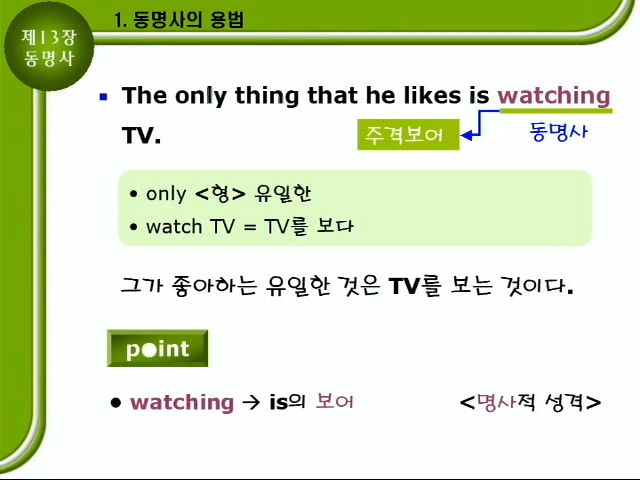 제13장
동명사
1. 동명사의 용법
The only thing that he likes is watching
TV.
주격보어
동명사
• only <형> 유일한
• watch TV = TV를 보다
그가 좋아하는 유일한 것은 TV를 보는 것이다.
point
• watching → is의 보어 <명사적 성격>